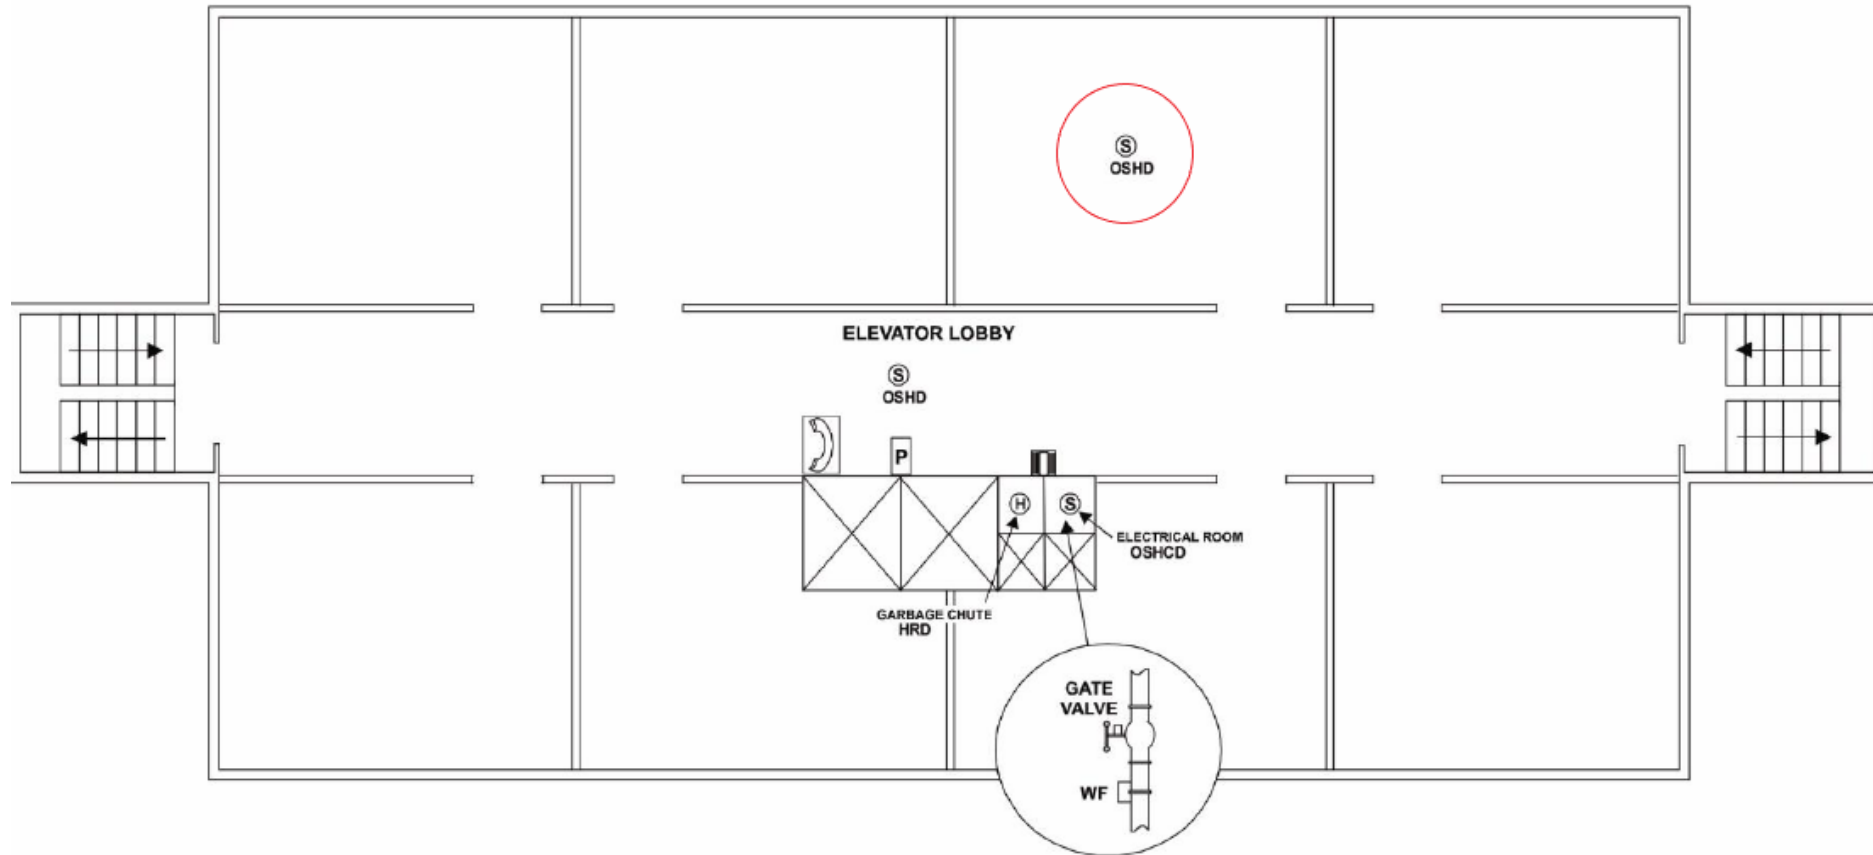 S
OSHD
ELEVATOR LOBBY
S
OSHD
P
H
S
ELECTRICAL ROOM
OSHCD
GARBAGE CHUTE
HRD
GATE
VALVE
WF